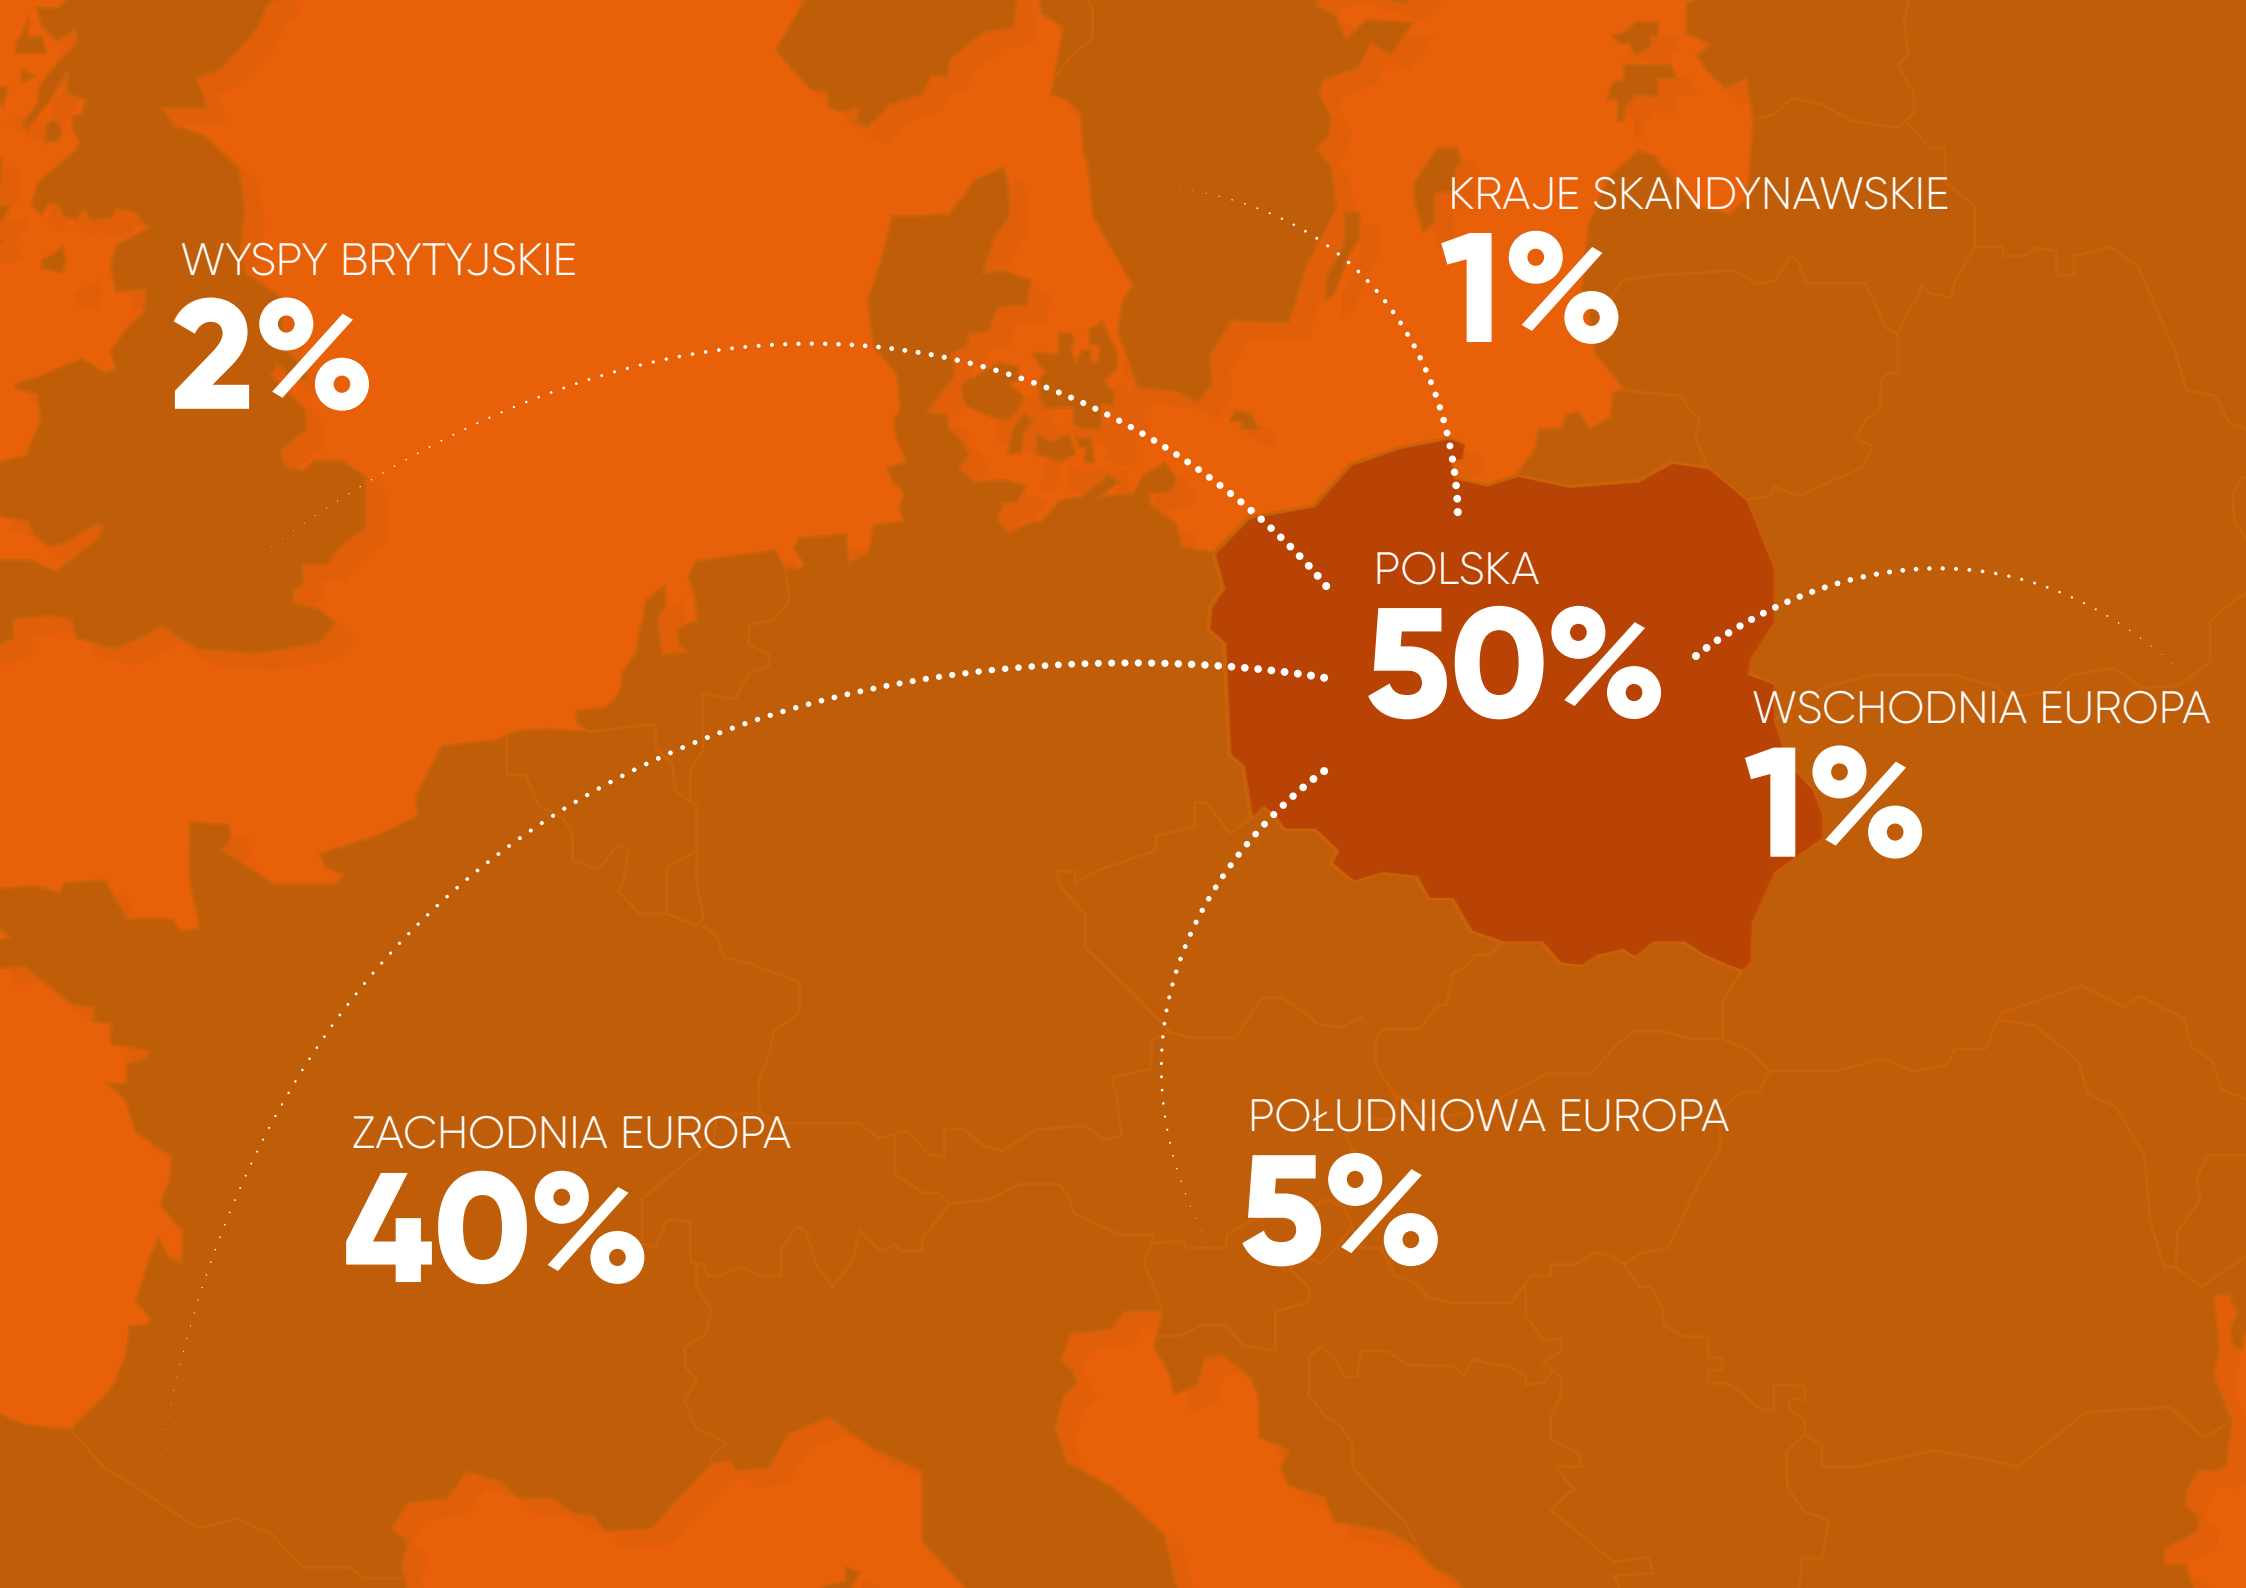 KRAJE SKANDYNAWSKIE
1%
WYSPY BRYTYJSKIE
2%
POLSKA
50%
WSCHODNIA EUROPA
1%
ZACHODNIA EUROPA
40%
POŁUDNIOWA EUROPA
5%